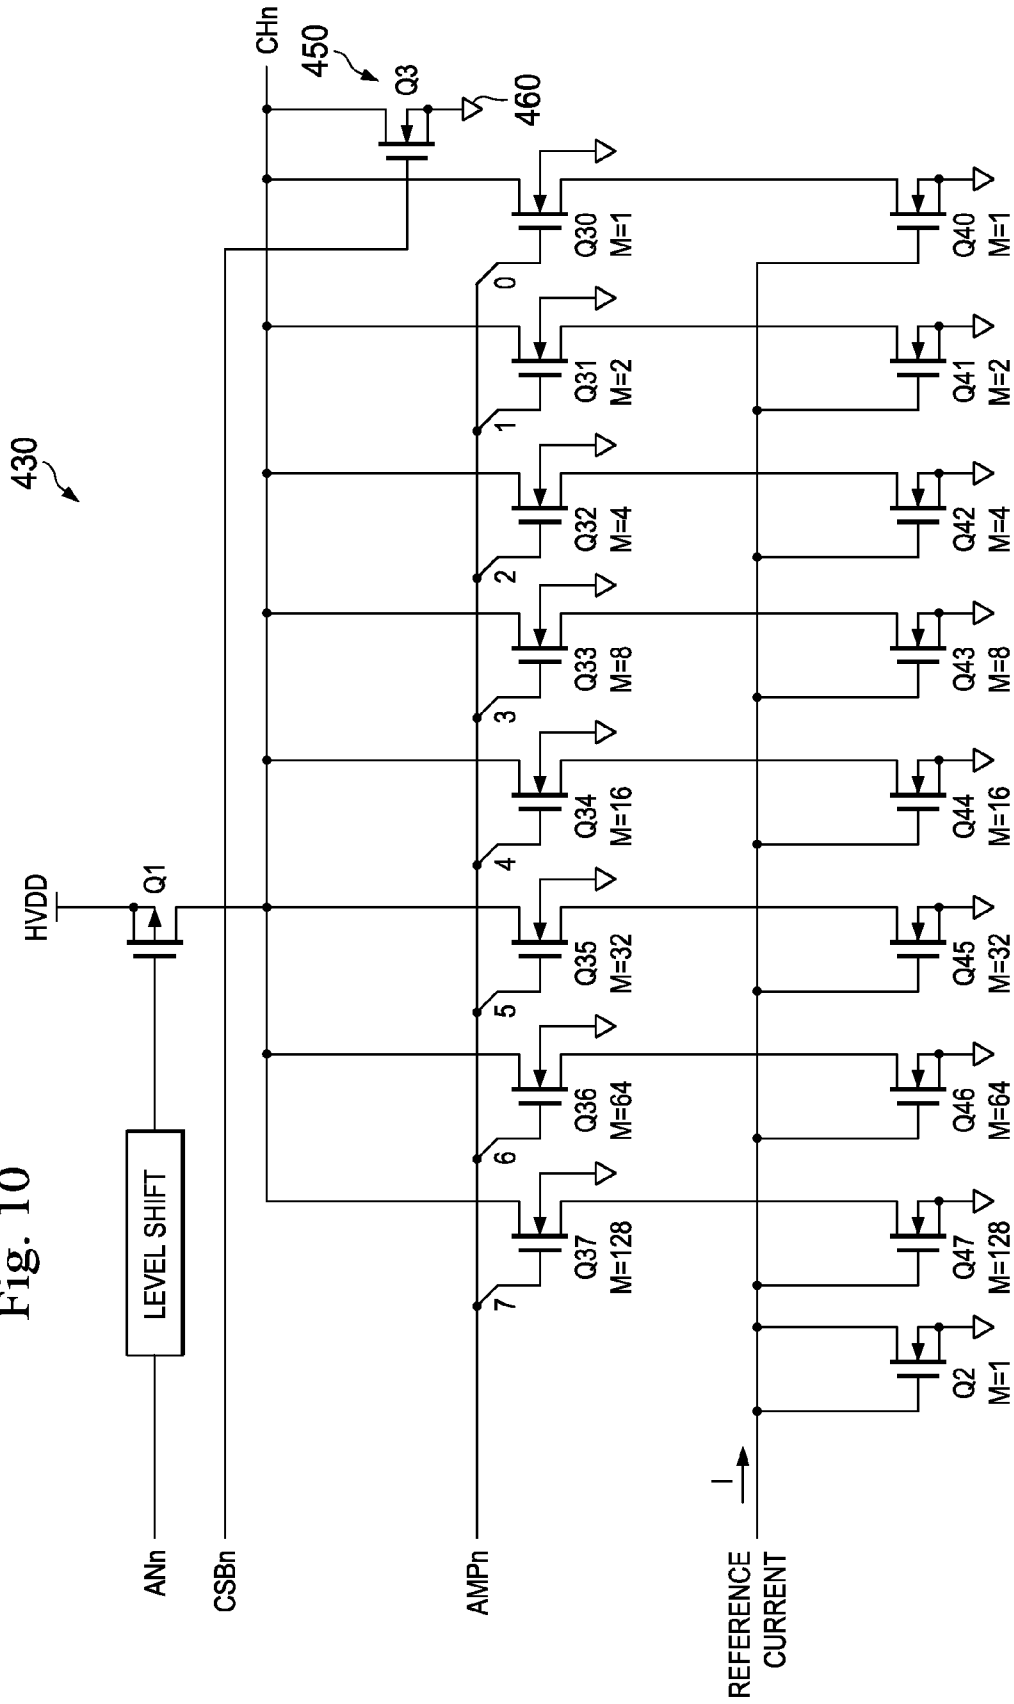 Fig. 10
430
HVDD
Q1
ANn
LEVEL SHIFT
CSBn
CHn
450
Q3
460
AMPn
7
6
5
4
3
2
1
0
Q37
M=128
Q36
M=64
Q35
M=32
Q34
M=16
Q33
M=8
Q32
M=4
Q31
M=2
Q30
M=1
REFERENCE
CURRENT
I
Q2
M=1
Q47
M=128
Q46
M=64
Q45
M=32
Q44
M=16
Q43
M=8
Q42
M=4
Q41
M=2
Q40
M=1